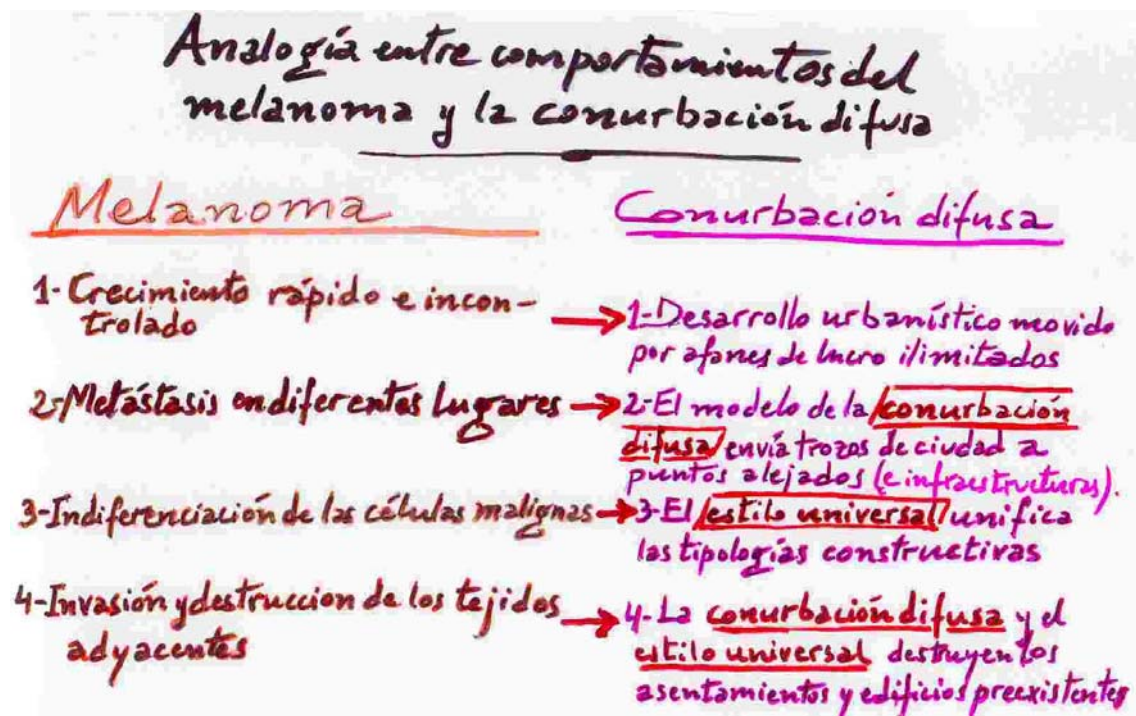 Analogía entre comportamientos del
melanoma y la conurbación difusa
Melanoma
1-Crecimiento rápido e incon-
trolado
2-Metástasis en diferentes lugares
3-Indiferenciación de las células malignas
4-Invasión y destruccion de los tejidos
adyacentes
Conurbación difusa
1-Desarrollo urbanístico movido
por afanes de lucro ilimitados
2-El modelo de la conurbación
difusa envía trozos de ciudad a
puntos alejados (e infraestructuras).
3-El estilo universal unifica
las tipologías constructivas
4-La conurbación difusa y el
estilo universal destruyen los
asentamientos y edificios preexistentes